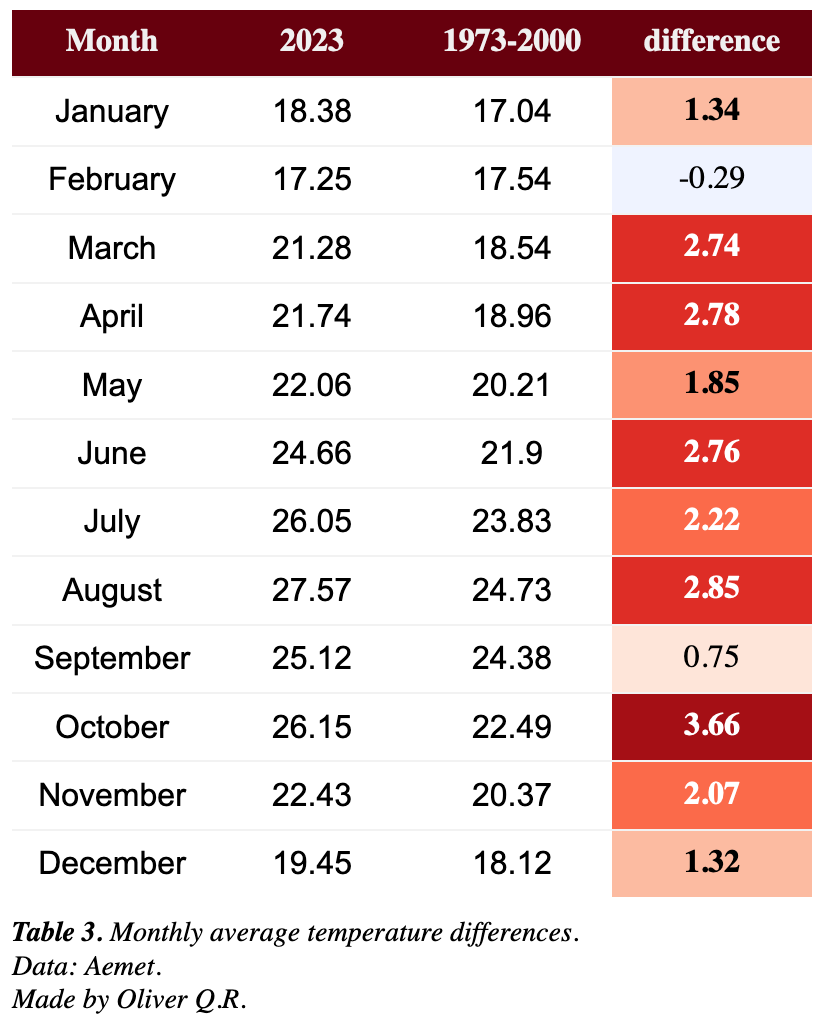 Month 2023 1973-2000 difference
January 18.38 17.04 1.34
February 17.25 17.54 -0.29
March 21.28 18.54 2.74
April 21.74 18.96 2.78
May 22.06 20.21 1.85
June 24.66 21.9 2.76
July 26.05 23.83 2.22
August 27.57 24.73 2.85
September 25.12 24.38 0.75
October 26.15 22.49 3.66
November 22.43 20.37 2.07
December 19.45 18.12 1.32
Table 3. Monthly average temperature differences.
Data: Aemet.
Made by Oliver Q.R.